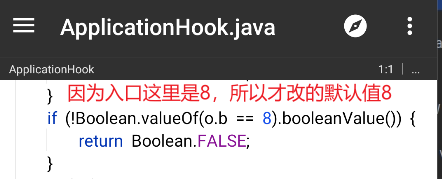 ApplicationHook.java
ApplicationHook 1:1 ...
} 因为入口这里是8，所以才改的默认值8
if (!Boolean.valueOf(o.b == 8).booleanValue()) {
return Boolean.FALSE;
}